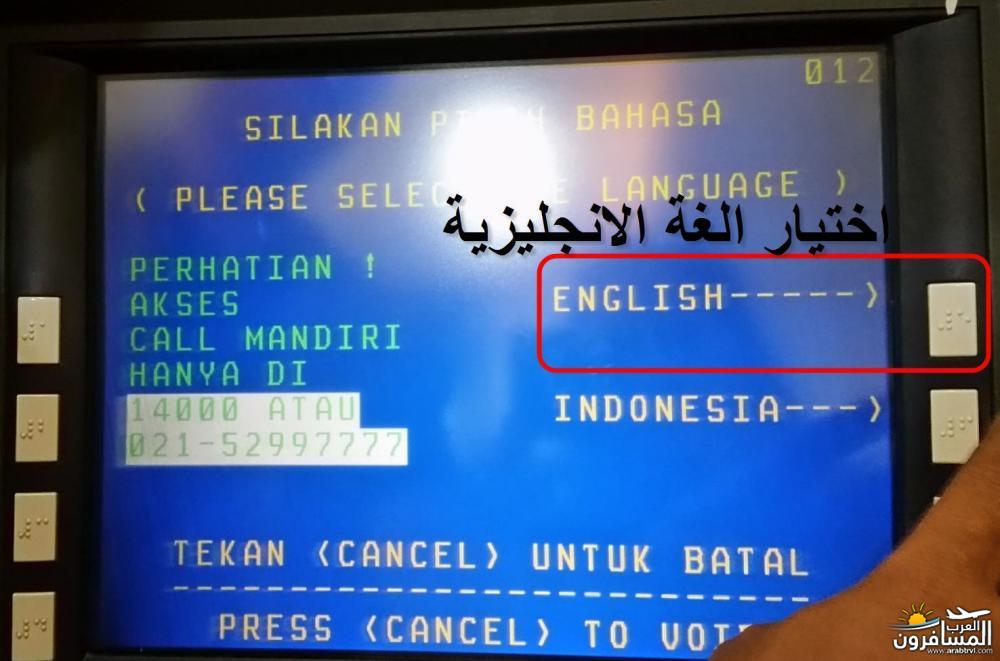 012
SILAKAN BAHASA
( PLEASE LANGUAGE )
اختيار الغة الانجليزية
PERHATIAN !
AKSES
CALL MANDIRI
HANYA DI
14000 ATAU
021-52997777
ENGLISH----->
INDONESIA--->
TEKAN <CANCEL> UNTUK BATAL
PRESS <CANCEL> TO
العرب
المسافرون
www.arabtrvl.com